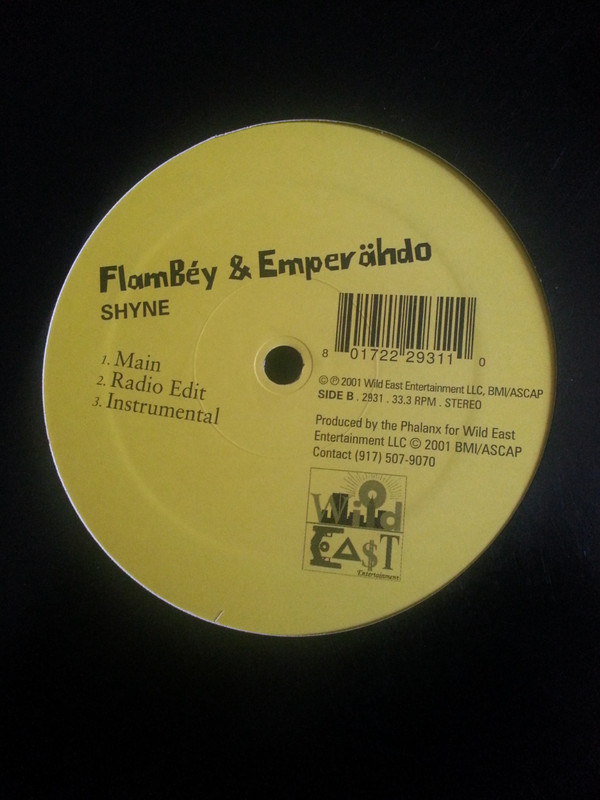 FlamBéy & Emperähdo
SHYNE
1. Main
2. Radio Edit
3. Instrumental
8 01722 29311 0
© ℗ 2001 Wild East Entertainment LLC, BMI/ASCAP
SIDE B . 2931 . 33.3 RPM . STEREO
Produced by the Phalanx for Wild East
Entertainment LLC © 2001 BMI/ASCAP
Contact (917) 507-9070
Wild
EA$T
Entertainment